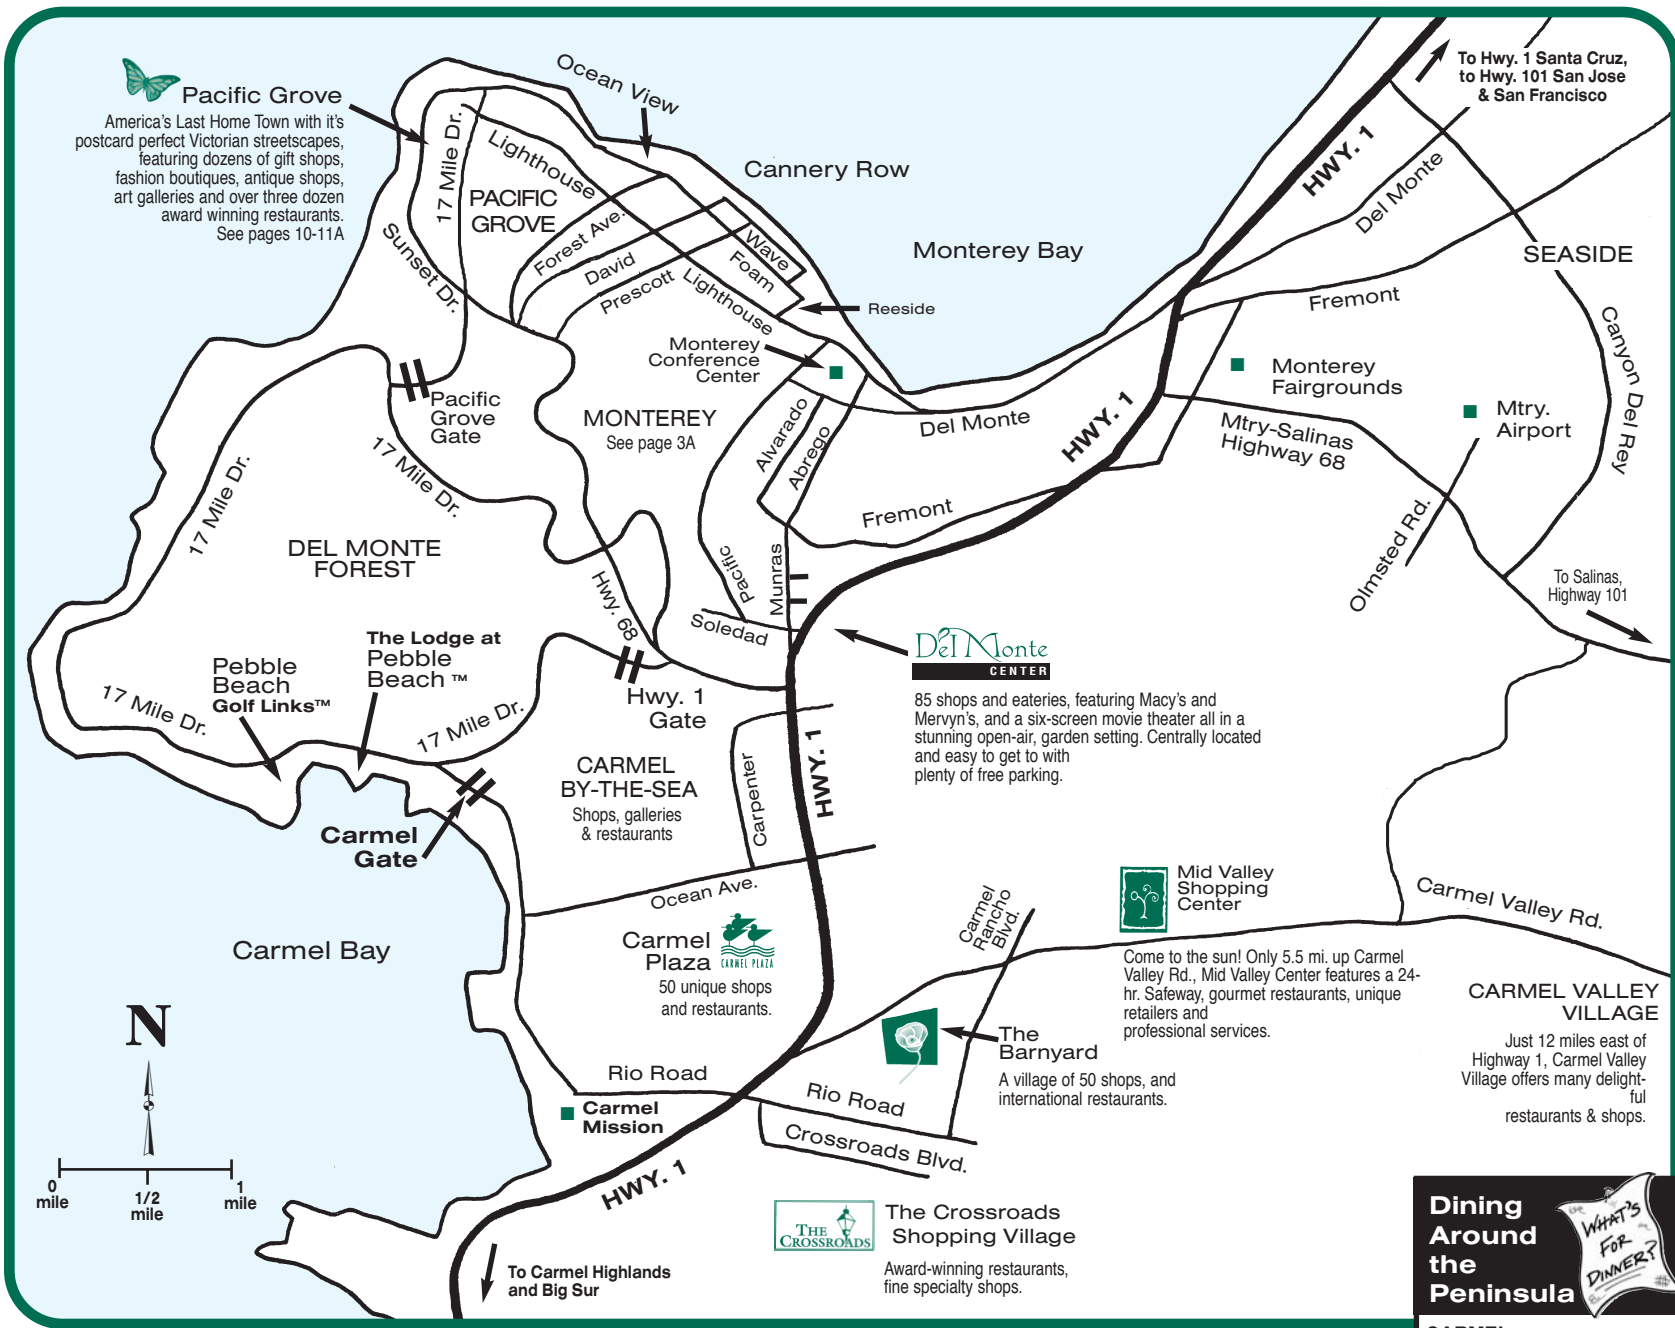 Pacific Grove
America's Last Home Town with it's
postcard perfect Victorian streetscapes,
featuring dozens of gift shops,
fashion boutiques, antique shops,
art galleries and over three dozen
award winning restaurants.
See pages 10-11A
Ocean View
Cannery Row
Monterey Bay
To Hwy. 1 Santa Cruz,
to Hwy. 101 San Jose
& San Francisco
HWY. 1
Del Monte
SEASIDE
Fremont
Canyon Del Rey
17 Mile Dr.
Lighthouse
PACIFIC
GROVE
Sunset Dr.
Forest Ave.
David
Prescott
Lighthouse
Wave
Foam
Reeside
Monterey
Conference
Center
Monterey
Fairgrounds
Mtry.
Airport
Mtry-Salinas
Highway 68
Olmsted Rd.
To Salinas,
Highway 101
Pacific
Grove
Gate
MONTEREY
See page 3A
Alvarado
Abrego
Del Monte
HWY. 1
Fremont
17 Mile Dr.
17 Mile Dr.
DEL MONTE
FOREST
Hwy. 68
Pacific
Munras
Soledad
Del Monte
CENTER
85 shops and eateries, featuring Macy's and
Mervyn's, and a six-screen movie theater all in a
stunning open-air, garden setting. Centrally located
and easy to get to with
plenty of free parking.
The Lodge at
Pebble
Beach ™
Pebble
Beach
Golf Links™
17 Mile Dr.
17 Mile Dr.
Hwy. 1
Gate
CARMEL
BY-THE-SEA
Shops, galleries
& restaurants
Carpenter
HWY. 1
Carmel
Gate
Ocean Ave.
Carmel
Plaza
CARMEL PLAZA
50 unique shops
and restaurants.
Carmel Bay
Carmel
Rancho
Blvd.
Mid Valley
Shopping
Center
Come to the sun! Only 5.5 mi. up Carmel
Valley Rd., Mid Valley Center features a 24-
hr. Safeway, gourmet restaurants, unique
retailers and
professional services.
Carmel Valley Rd.
CARMEL VALLEY
VILLAGE
Just 12 miles east of
Highway 1, Carmel Valley
Village offers many delight-
ful
restaurants & shops.
The
Barnyard
A village of 50 shops, and
international restaurants.
Rio Road
Rio Road
Carmel
Mission
Crossroads Blvd.
HWY. 1
N
0
mile
1/2
mile
1
mile
To Carmel Highlands
and Big Sur
THE
CROSSROADS
The Crossroads
Shopping Village
Award-winning restaurants,
fine specialty shops.
Dining
Around
the
Peninsula
WHAT'S
FOR
DINNER?